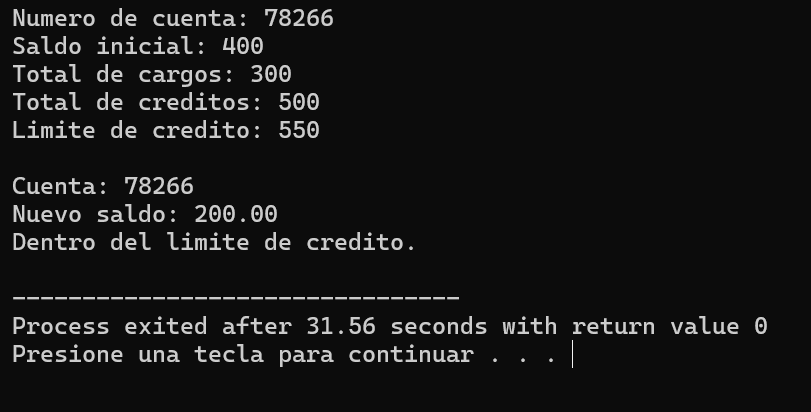 Numero de cuenta: 78266
Saldo inicial: 400
Total de cargos: 300
Total de creditos: 500
Limite de credito: 550
Cuenta: 78266
Nuevo saldo: 200.00
Dentro del limite de credito.
--------------------------------
Process exited after 31.56 seconds with return value 0
Presione una tecla para continuar . . .